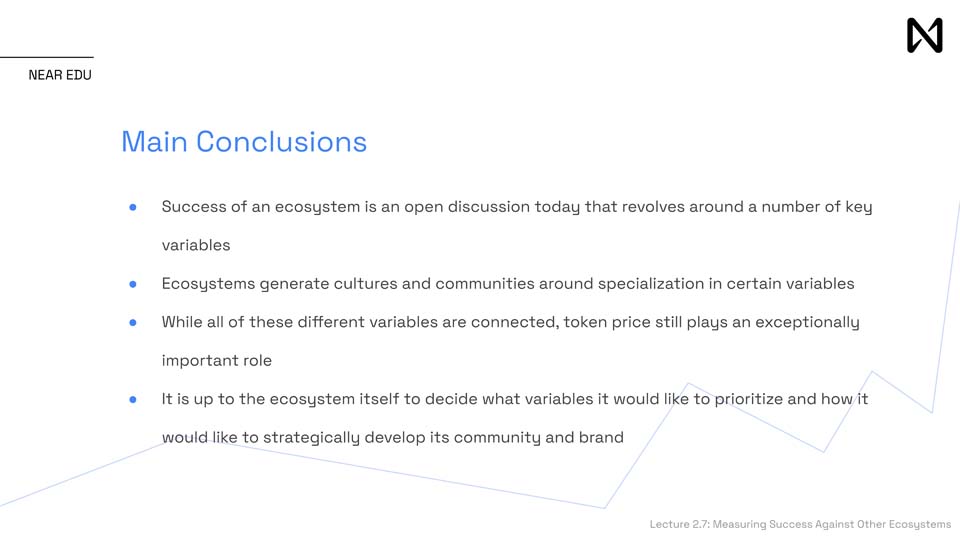 NEAR EDU
Main Conclusions
● Success of an ecosystem is an open discussion today that revolves around a number of key
variables
● Ecosystems generate cultures and communities around specialization in certain variables
● While all of these different variables are connected, token price still plays an exceptionally
important role
● It is up to the ecosystem itself to decide what variables it would like to prioritize and how it
would like to strategically develop its community and brand
Lecture 2.7: Measuring Success Against Other Ecosystems